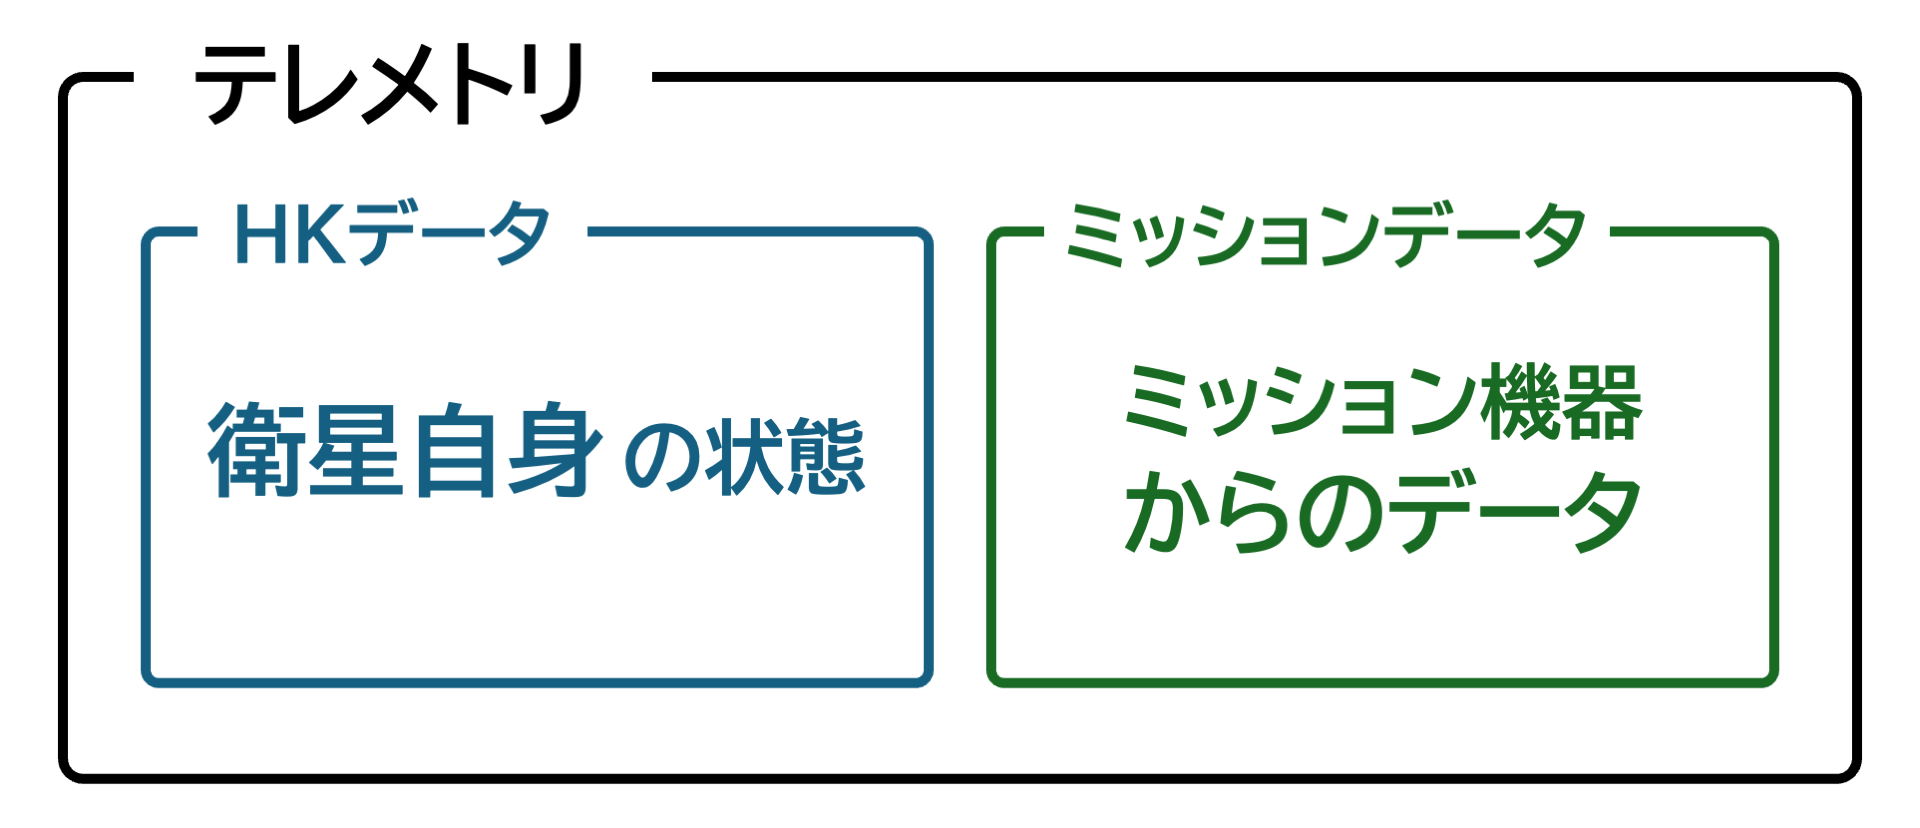 テレメトリ
HKデータ
衛星自身の状態
ミッションデータ
ミッション機器
からのデータ